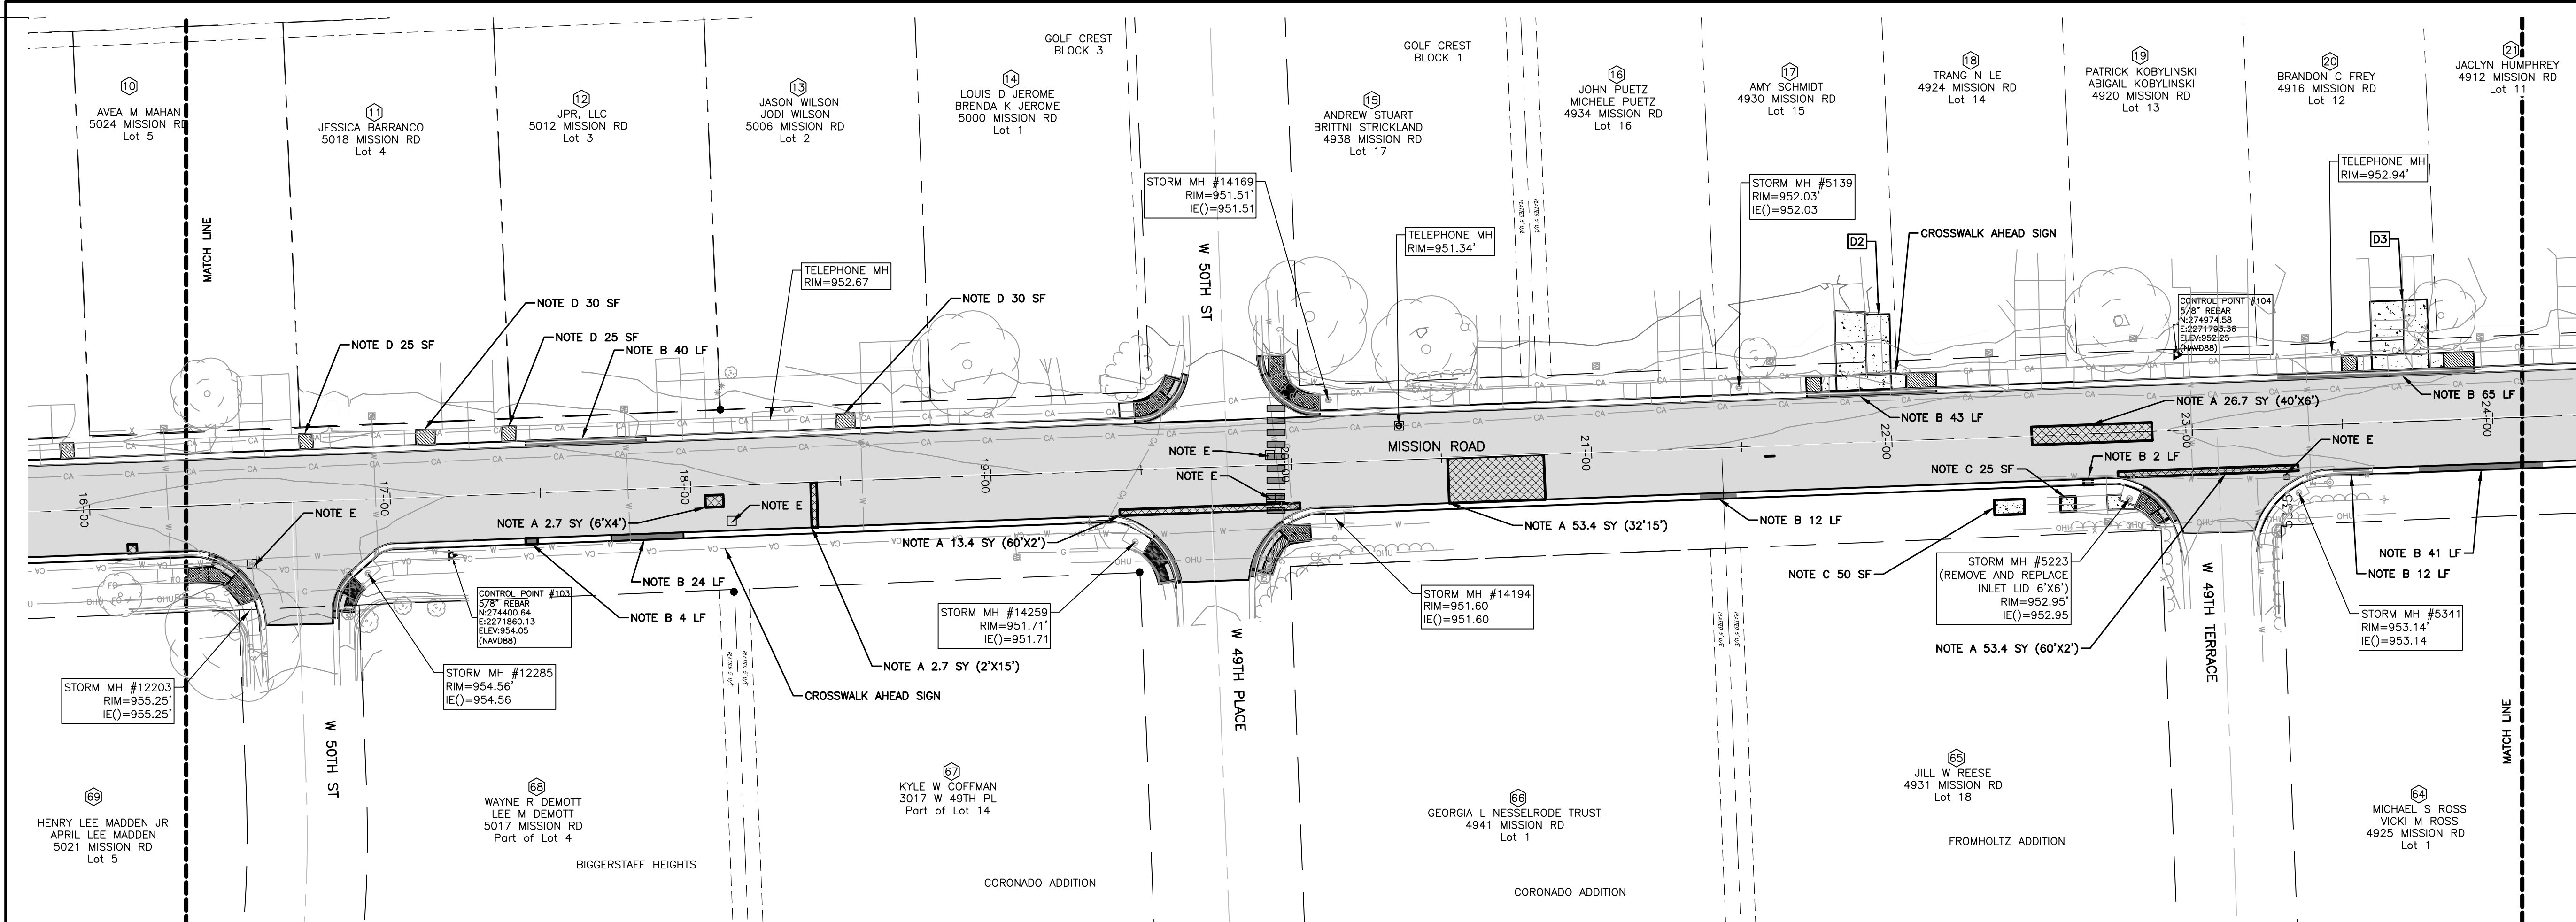 GOLF CREST
BLOCK 3
GOLF CREST
BLOCK 1
10
AVEA M MAHAN
5024 MISSION RD
Lot 5
11
JESSICA BARRANCO
5018 MISSION RD
Lot 4
12
JPR, LLC
5012 MISSION RD
Lot 3
13
JASON WILSON
JODI WILSON
5006 MISSION RD
Lot 2
14
LOUIS D JEROME
BRENDA K JEROME
5000 MISSION RD
Lot 1
15
ANDREW STUART
BRITTNI STRICKLAND
4938 MISSION RD
Lot 17
16
JOHN PUETZ
MICHELE PUETZ
4934 MISSION RD
Lot 16
17
AMY SCHMIDT
4930 MISSION RD
Lot 15
18
TRANG N LE
4924 MISSION RD
Lot 14
19
PATRICK KOBYLINSKI
ABIGAIL KOBYLINSKI
4920 MISSION RD
Lot 13
20
BRANDON C FREY
4916 MISSION RD
Lot 12
21
JACLYN HUMPHREY
4912 MISSION RD
Lot 11
MATCH LINE
STORM MH #14169
RIM=951.51'
IE()=951.51
TELEPHONE MH
RIM=951.34'
STORM MH #5139
RIM=952.03'
IE()=952.03
TELEPHONE MH
RIM=952.94'
PLATTED 5' U/E
PLATTED 5' U/E
W 50TH ST
D2
CROSSWALK AHEAD SIGN
D3
TELEPHONE MH
RIM=952.67
NOTE D 30 SF
NOTE D 30 SF
NOTE D 25 SF
NOTE D 25 SF
NOTE B 40 LF
CONTROL POINT #104
5/8" REBAR
N:274974.58
E:2271793.36
ELEV:952.25
(NAVD88)
NOTE B 43 LF
NOTE A 26.7 SY (40'X6')
NOTE B 65 LF
MISSION ROAD
NOTE E
NOTE E
NOTE E
NOTE B 2 LF
NOTE C 25 SF
16+00
17+00
18+00
19+00
20+00
21+00
22+00
23+00
24+00
NOTE E
NOTE A 2.7 SY (6'X4')
NOTE E
NOTE A 13.4 SY (60'X2')
NOTE A 53.4 SY (32'15')
NOTE B 12 LF
NOTE B 41 LF
NOTE B 12 LF
NOTE C 50 SF
NOTE B 24 LF
NOTE B 4 LF
CONTROL POINT #103
5/8" REBAR
N:274400.64
E:2271860.13
ELEV:954.05
(NAVD88)
STORM MH #14259
RIM=951.71'
IE()=951.71
STORM MH #14194
RIM=951.60
IE()=951.60
STORM MH #5223
(REMOVE AND REPLACE
INLET LID 6'X6')
RIM=952.95'
IE()=952.95
STORM MH #5341
RIM=953.14'
IE()=953.14
NOTE A 53.4 SY (60'X2')
NOTE A 2.7 SY (2'X15')
CROSSWALK AHEAD SIGN
STORM MH #12203
RIM=955.25'
IE()=955.25'
STORM MH #12285
RIM=954.56'
IE()=954.56
PLATTED 5' U/E
PLATTED 5' U/E
PLATTED 5' U/E
PLATTED 5' U/E
W 50TH ST
W 49TH PLACE
W 49TH TERRACE
MATCH LINE
69
HENRY LEE MADDEN JR
APRIL LEE MADDEN
5021 MISSION RD
Lot 5
68
WAYNE R DEMOTT
LEE M DEMOTT
5017 MISSION RD
Part of Lot 4
67
KYLE W COFFMAN
3017 W 49TH PL
Part of Lot 14
66
GEORGIA L NESSELRODE TRUST
4941 MISSION RD
Lot 1
65
JILL W REESE
4931 MISSION RD
Lot 18
64
MICHAEL S ROSS
VICKI M ROSS
4925 MISSION RD
Lot 1
BIGGERSTAFF HEIGHTS
CORONADO ADDITION
CORONADO ADDITION
FROMHOLTZ ADDITION